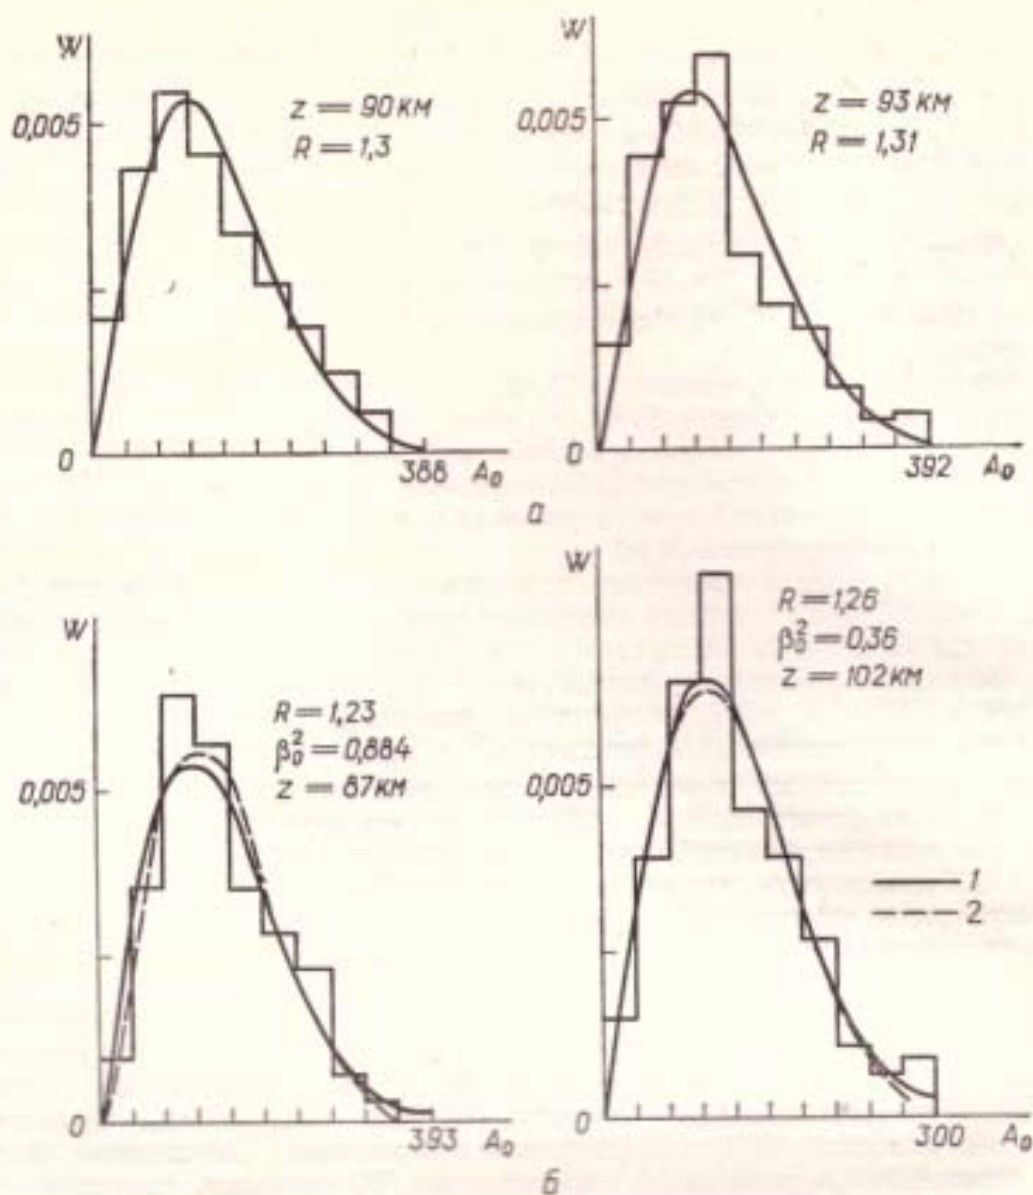 W
0,005
z = 90 км
R = 1,3
0
388 A₀
W
0,005
z = 93 км
R = 1,31
0
392 A₀
а
W
0,005
R = 1,23
β₀² = 0,884
z = 87 км
0
393 A₀
W
0,005
R = 1,26
β₀² = 0,36
z = 102 км
1
2
0
300 A₀
б